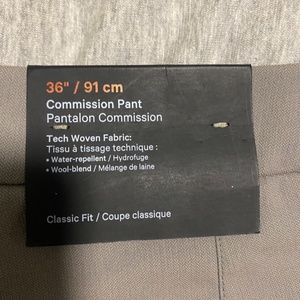 36" / 91 cm
Commission Pant
Pantalon Commission
Tech Woven Fabric:
Tissu à tissage technique :
• Water-repellent / Hydrofuge
• Wool-blend / Mélange de laine
Classic Fit / Coupe classique